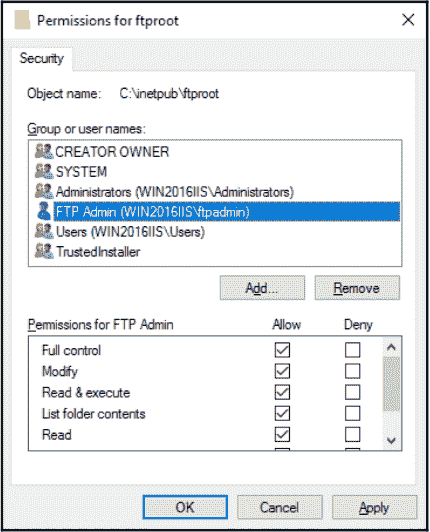 Permissions for ftproot
Security
Object name: C:\inetpub\ftproot
Group or user names:
CREATOR OWNER
SYSTEM
Administrators (WIN2016IIS\Administrators)
FTP Admin (WIN2016IIS\ftpadmin)
Users (WIN2016IIS\Users)
TrustedInstaller
Add... Remove
Permissions for FTP Admin Allow Deny
Full control
Modify
Read & execute
List folder contents
Read
OK Cancel Apply